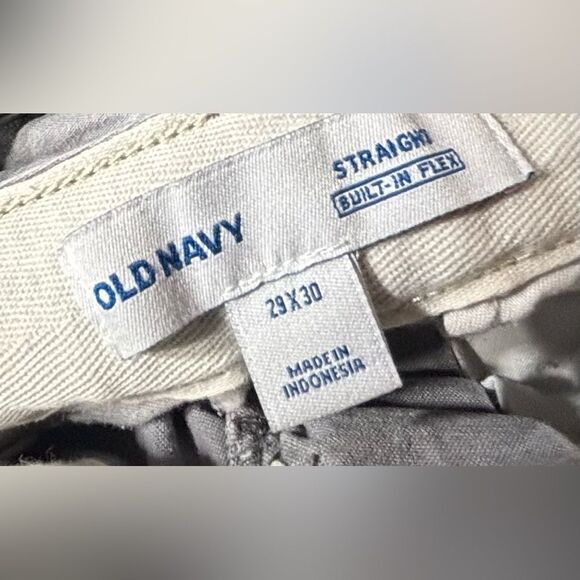 OLD NAVY
STRAIGHT
BUILT-IN FLEX
29 X 30
MADE IN
INDONESIA